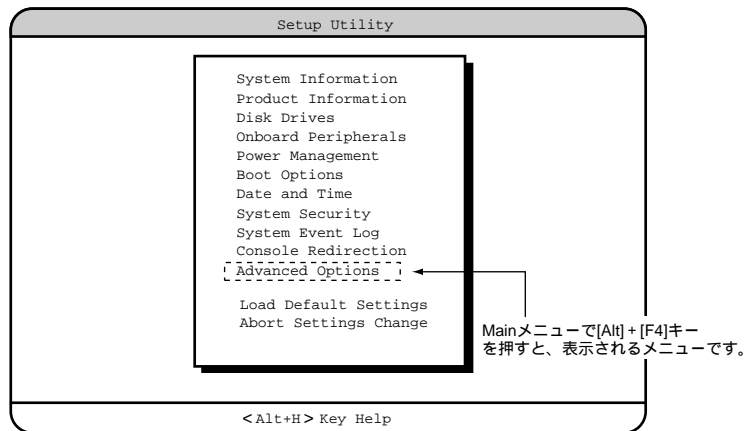 Setup Utility
System Information
Product Information
Disk Drives
Onboard Peripherals
Power Management
Boot Options
Date and Time
System Security
System Event Log
Console Redirection
Advanced Options
Load Default Settings
Abort Settings Change
Mainメニューで[Alt]+[F4]キー
を押すと、表示されるメニューです。
<Alt+H> Key Help